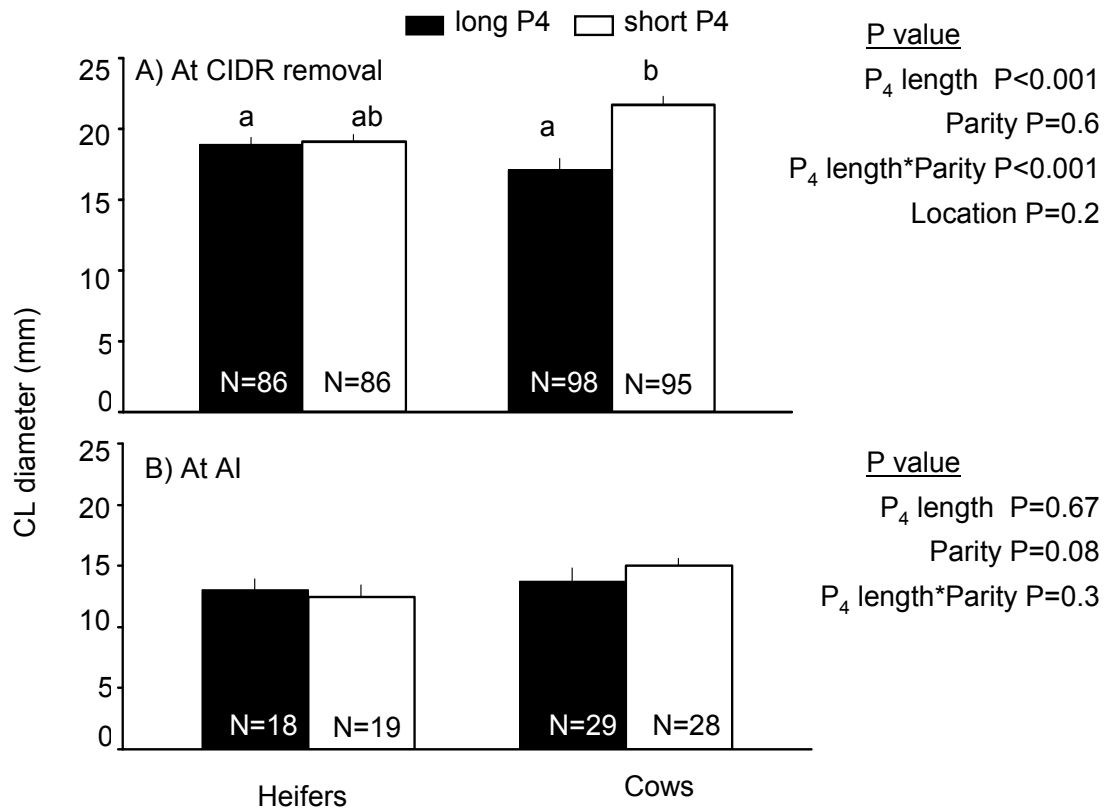 long P4 short P4
A) At CIDR removal
25
20
15
10
5
0
a ab a b
N=86 N=86 N=98 N=95
P value
P₄ length P<0.001
Parity P=0.6
P₄ length*Parity P<0.001
Location P=0.2
CL diameter (mm)
B) At AI
25
20
15
10
5
0
N=18 N=19 N=29 N=28
P value
P₄ length P=0.67
Parity P=0.08
P₄ length*Parity P=0.3
Heifers Cows